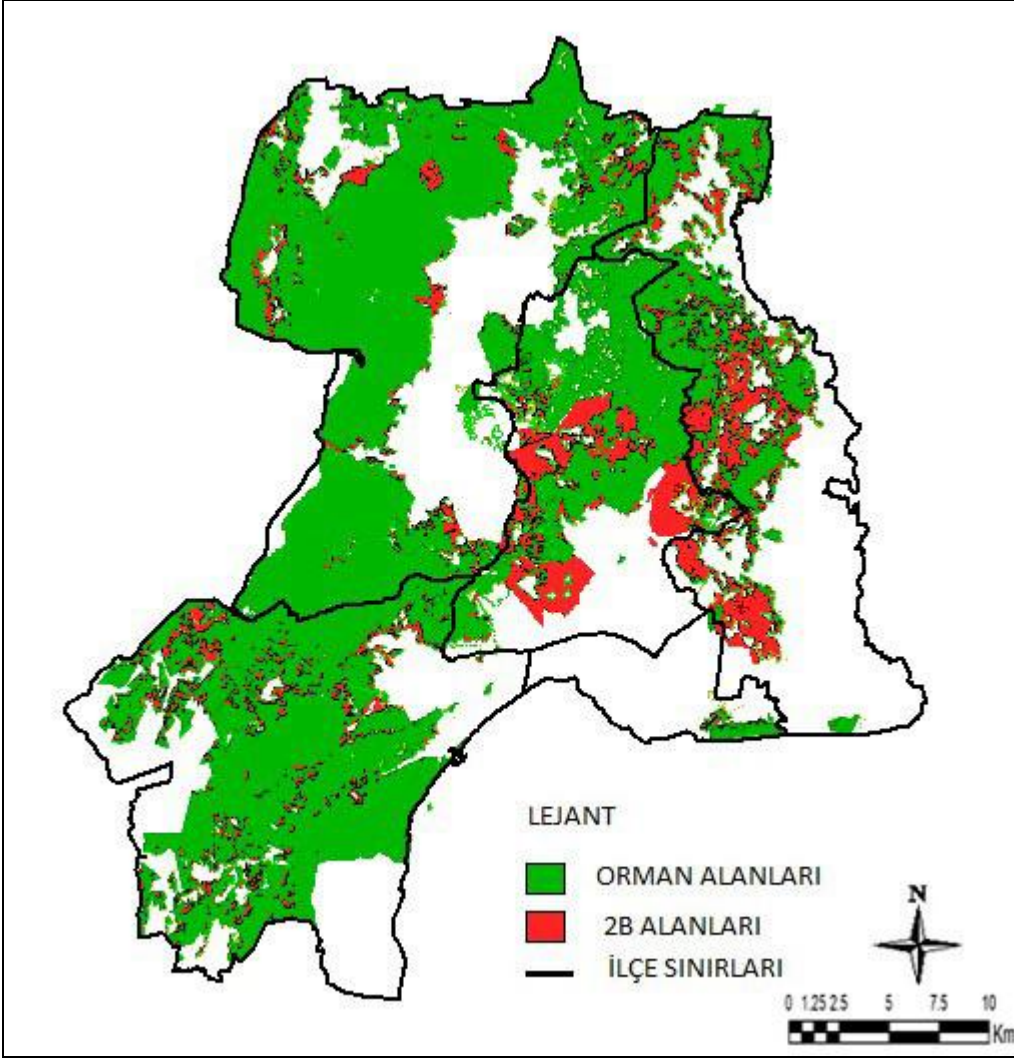 LEJANT
ORMAN ALANLARI
2B ALANLARI
İLÇE SINIRLARI
N
0 1.25 2.5 5 7.5 10
Km